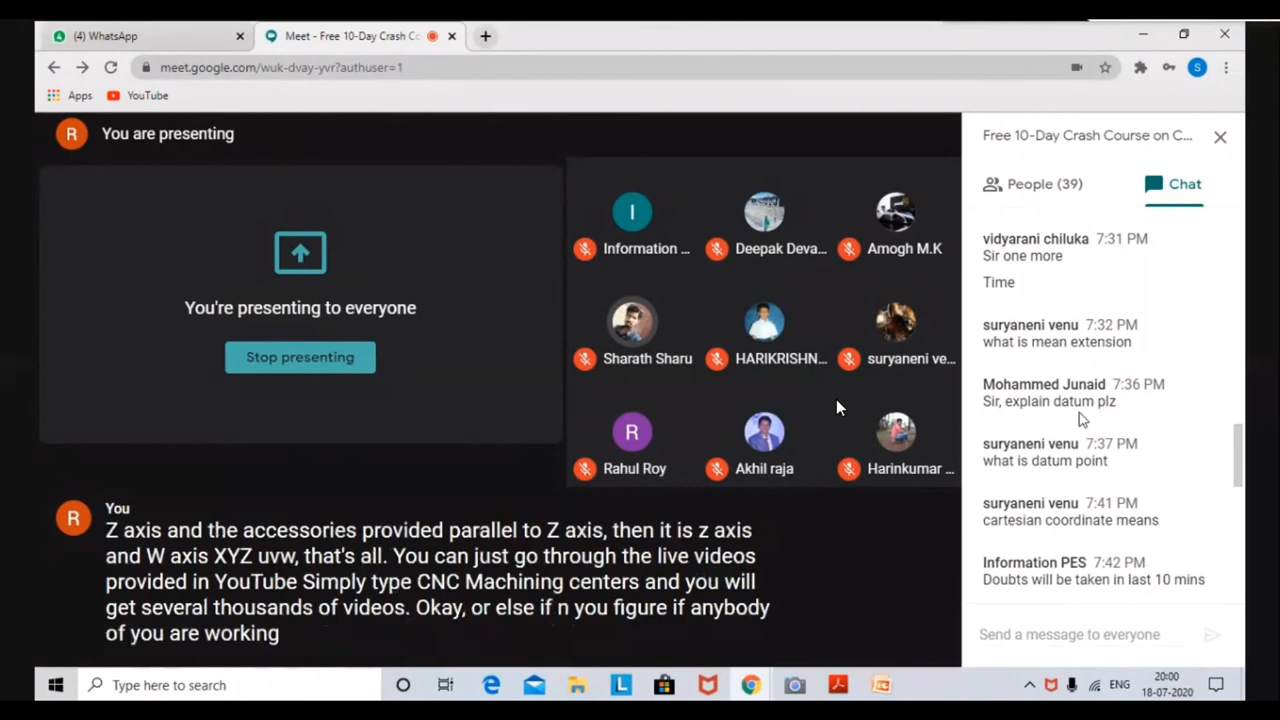 (4) WhatsApp
Meet - Free 10-Day Crash Co
meet.google.com/wuk-dvay-yvr?authuser=1
S
Apps
YouTube
R
You are presenting
You're presenting to everyone
Stop presenting
I
Information ...
Deepak Deva...
Amogh M.K
Sharath Sharu
HARIKRISHN...
suryaneni ve...
R
Rahul Roy
Akhil raja
Harinkumar ...
R
You
Z axis and the accessories provided parallel to Z axis, then it is z axis
and W axis XYZ uvw, that's all. You can just go through the live videos
provided in YouTube Simply type CNC Machining centers and you will
get several thousands of videos. Okay, or else if n you figure if anybody
of you are working
Free 10-Day Crash Course on C...
People (39)
Chat
vidyarani chiluka 7:31 PM
Sir one more
Time
suryaneni venu 7:32 PM
what is mean extension
Mohammed Junaid 7:36 PM
Sir, explain datum plz
suryaneni venu 7:37 PM
what is datum point
suryaneni venu 7:41 PM
cartesian coordinate means
Information PES 7:42 PM
Doubts will be taken in last 10 mins
Send a message to everyone
Type here to search
L
ENG
20:00
18-07-2020